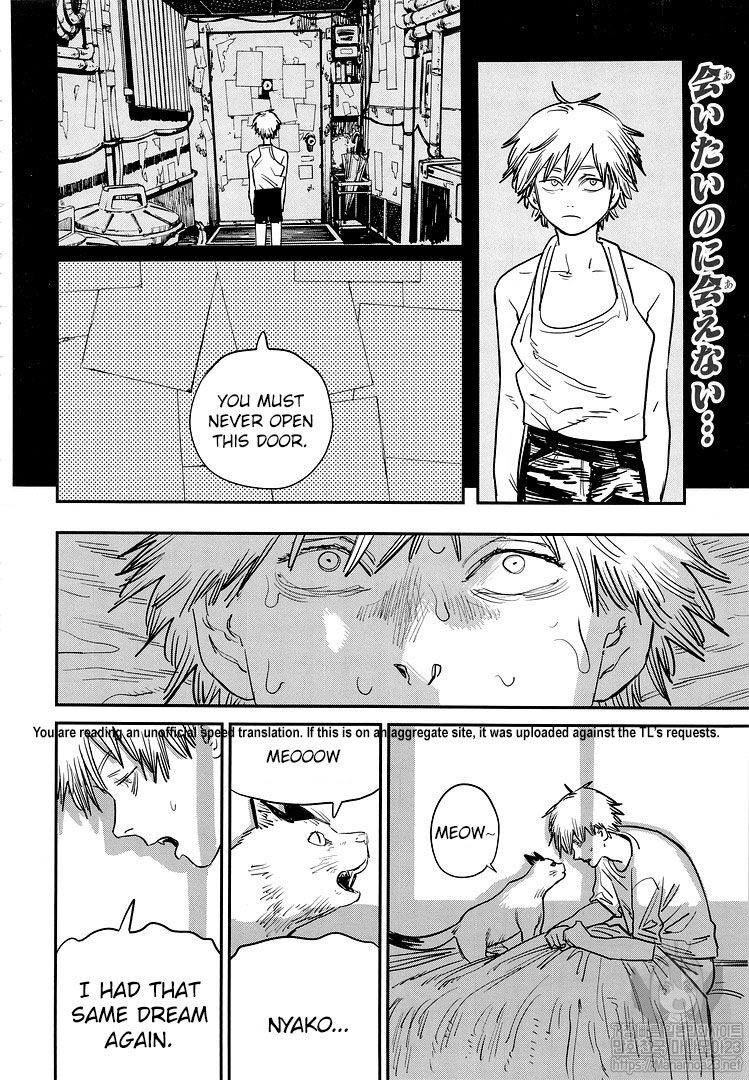 会いたいのに会えない…
あ
あ
YOU MUST
NEVER OPEN
THIS DOOR.
You are reading an unofficial speed translation. If this is on an aggregate site, it was uploaded against the TL's requests.
MEOW~
MEOOOW
NYAKO...
I HAD THAT
SAME DREAM
AGAIN.